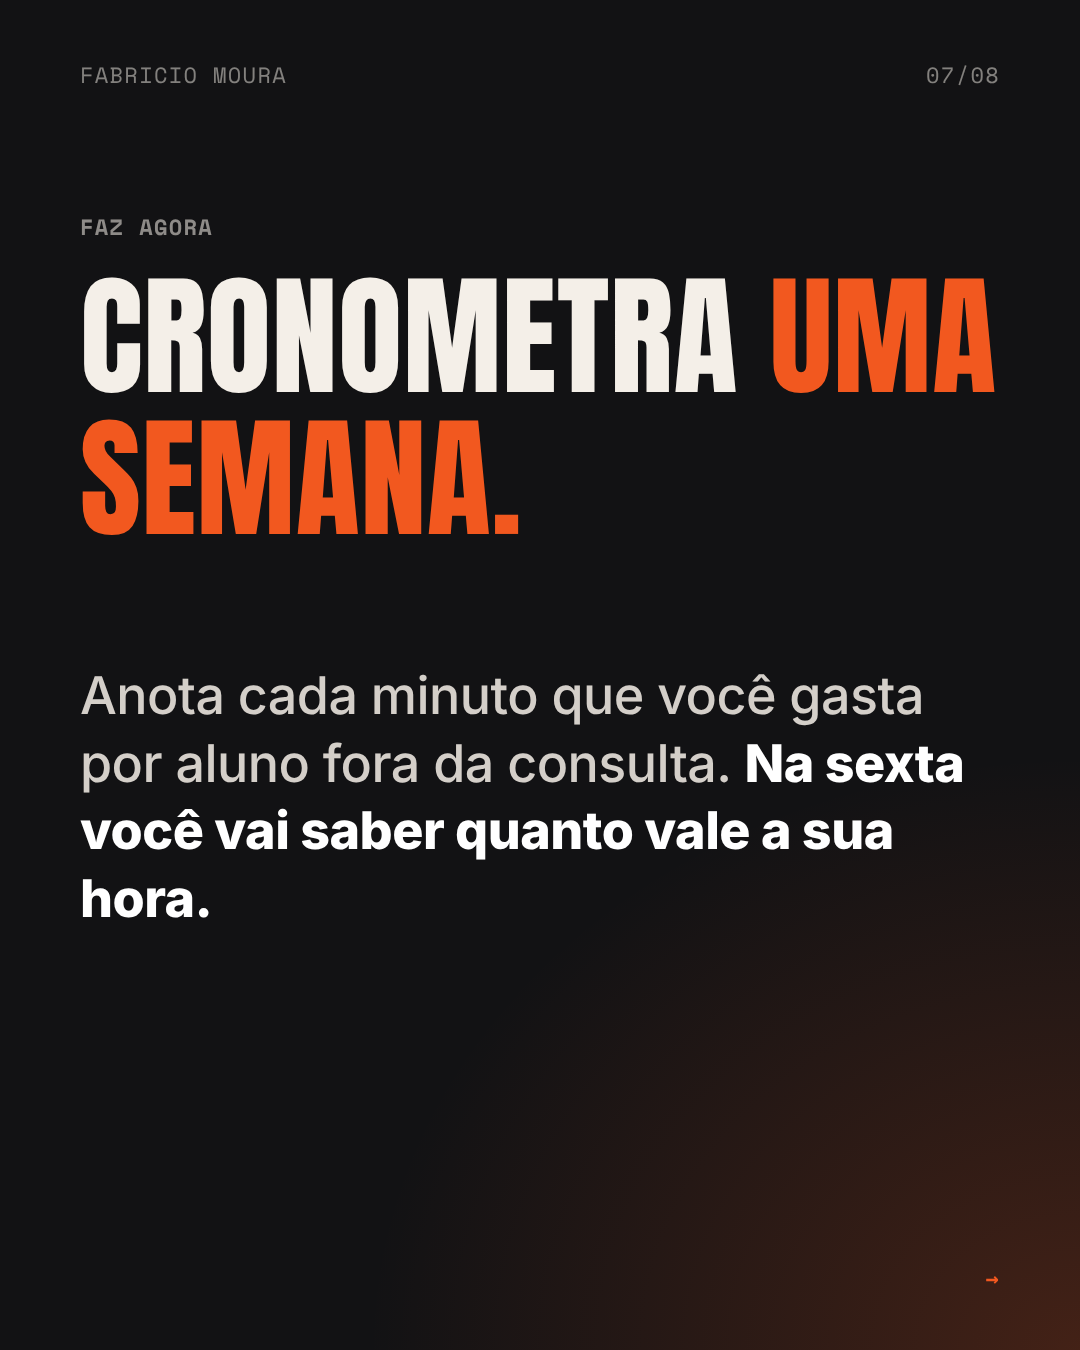 FABRICIO MOURA
07/08
FAZ AGORA
CRONOMETRA UMA
SEMANA.
Anota cada minuto que você gasta
por aluno fora da consulta. Na sexta
você vai saber quanto vale a sua
hora.
→